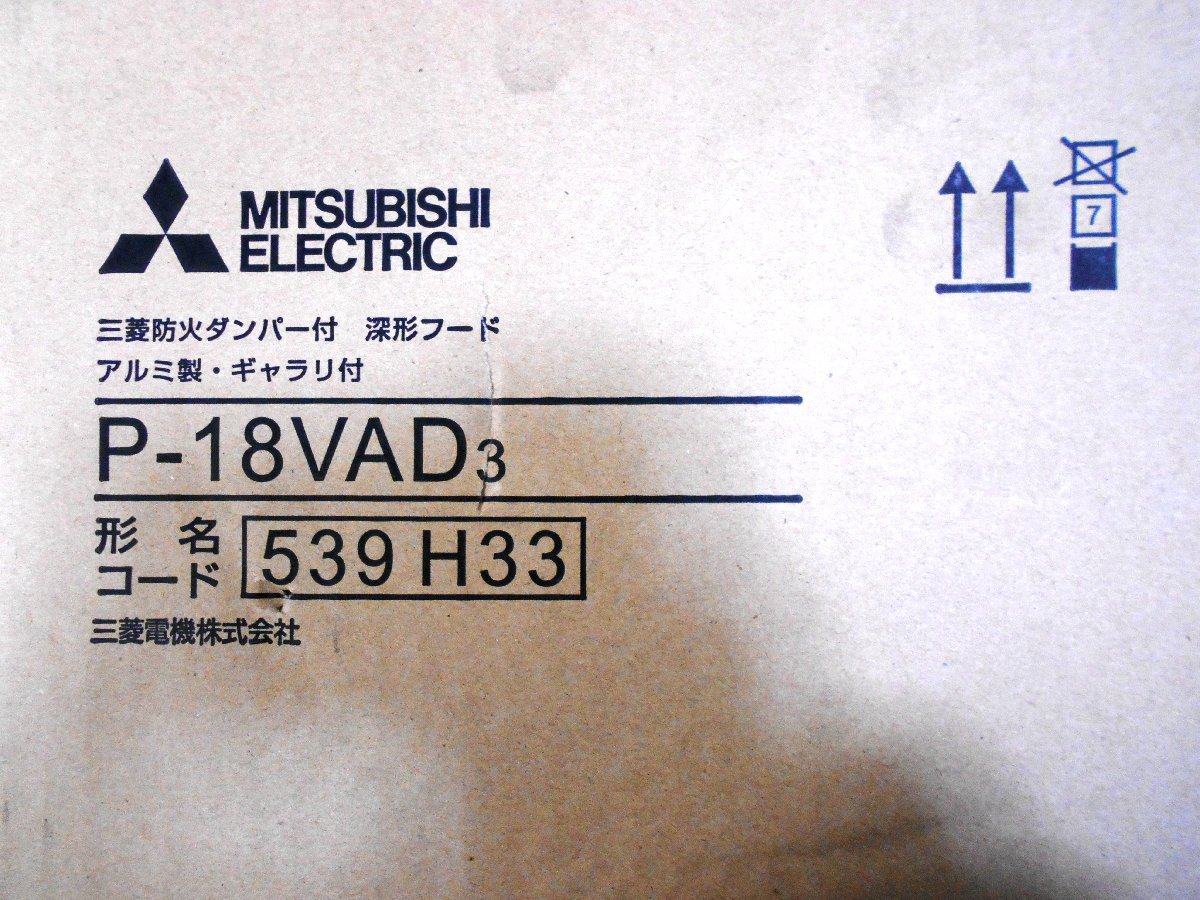 MITSUBISHI
ELECTRIC
7
三菱防火ダンパー付 深形フード
アルミ製・ギャラリ付
P-18VAD3
形名
コード 539 H33
三菱電機株式会社